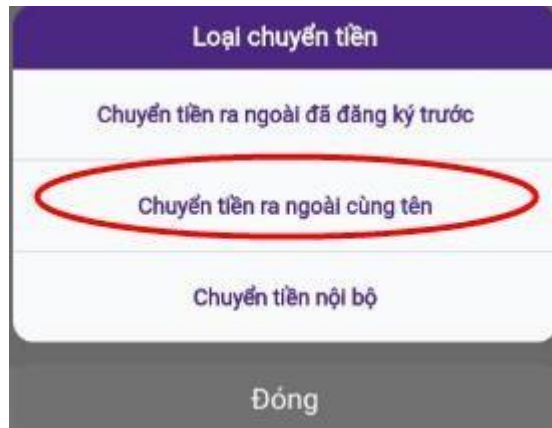 Loại chuyển tiền
Chuyển tiền ra ngoài đã đăng ký trước
Chuyển tiền ra ngoài cùng tên
Chuyển tiền nội bộ
Đóng